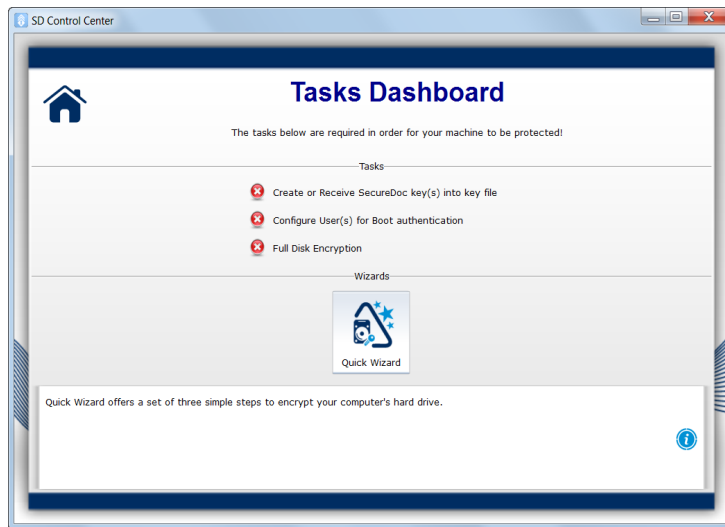 SD Control Center
Tasks Dashboard
The tasks below are required in order for your machine to be protected!
Tasks
Create or Receive SecureDoc key(s) into key file
Configure User(s) for Boot authentication
Full Disk Encryption
Wizards
Quick Wizard
Quick Wizard offers a set of three simple steps to encrypt your computer's hard drive.